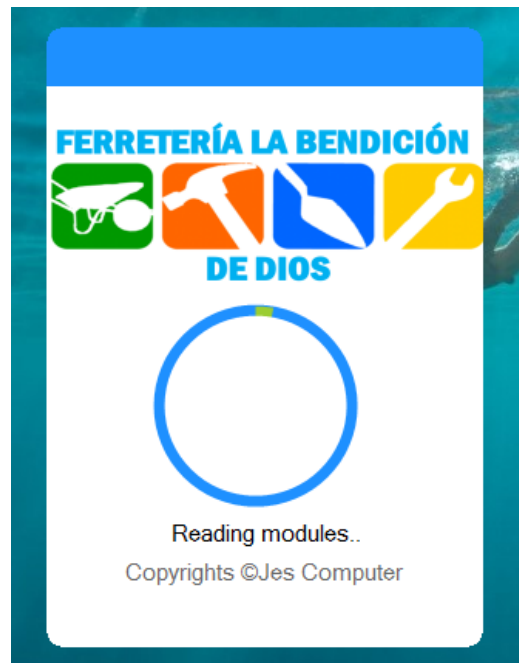 FERRETERÍA LA BENDICIÓN
DE DIOS
Reading modules..
Copyrights ©Jes Computer